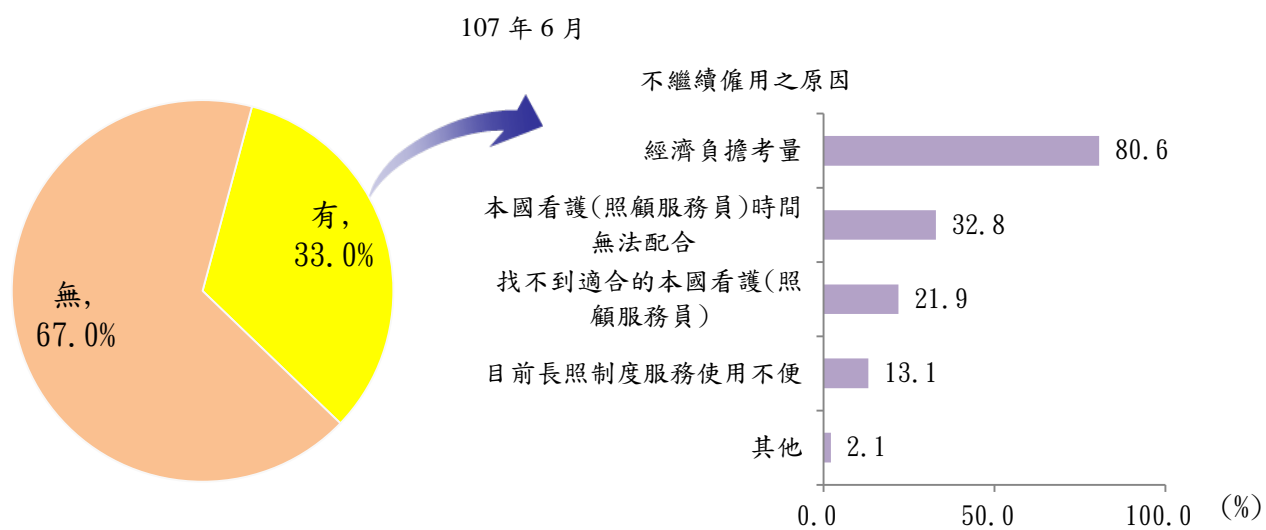 107 年 6 月
無,
67.0%
有,
33.0%
不繼續僱用之原因
經濟負擔考量
80.6
本國看護(照顧服務員)時間
無法配合
32.8
找不到適合的本國看護(照
顧服務員)
21.9
目前長照制度服務使用不便
13.1
其他
2.1
0.0 50.0 100.0 (%)